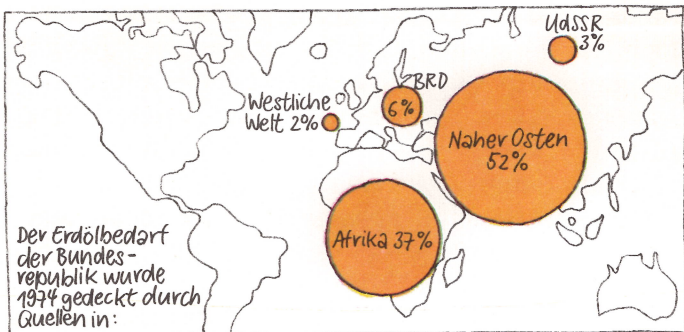 UdSSR
3%
BRD
6%
Westliche
Welt 2%
Naher Osten
52%
Afrika 37%
Der Erdölbedarf
der Bundes-
republik wurde
1974 gedeckt durch
Quellen in: